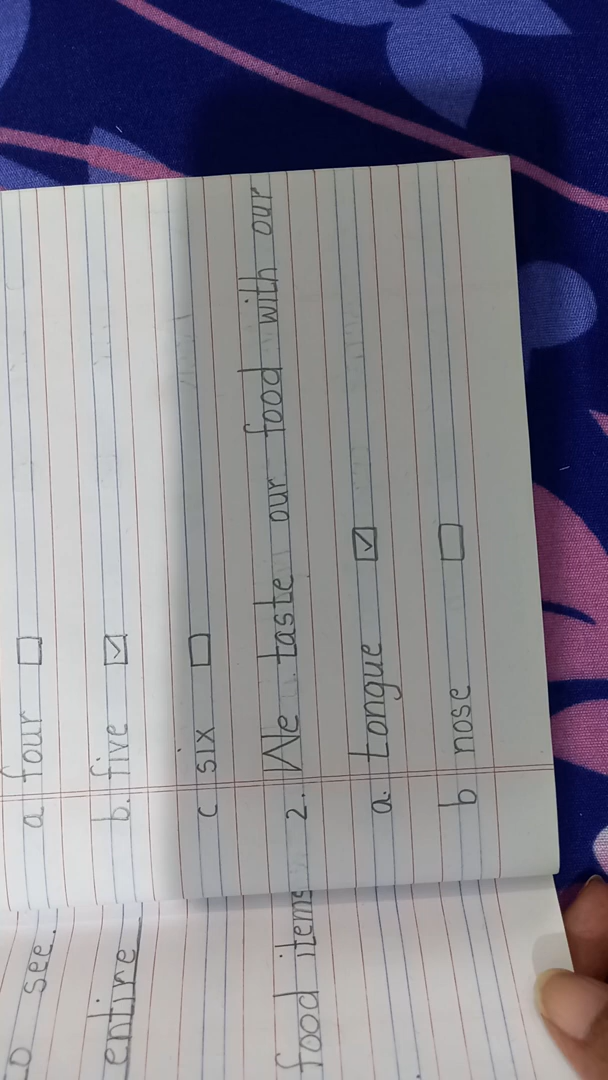 a four
b. five
c six
2. We taste our food with our
a. tongue
b nose
see.
entire
food items